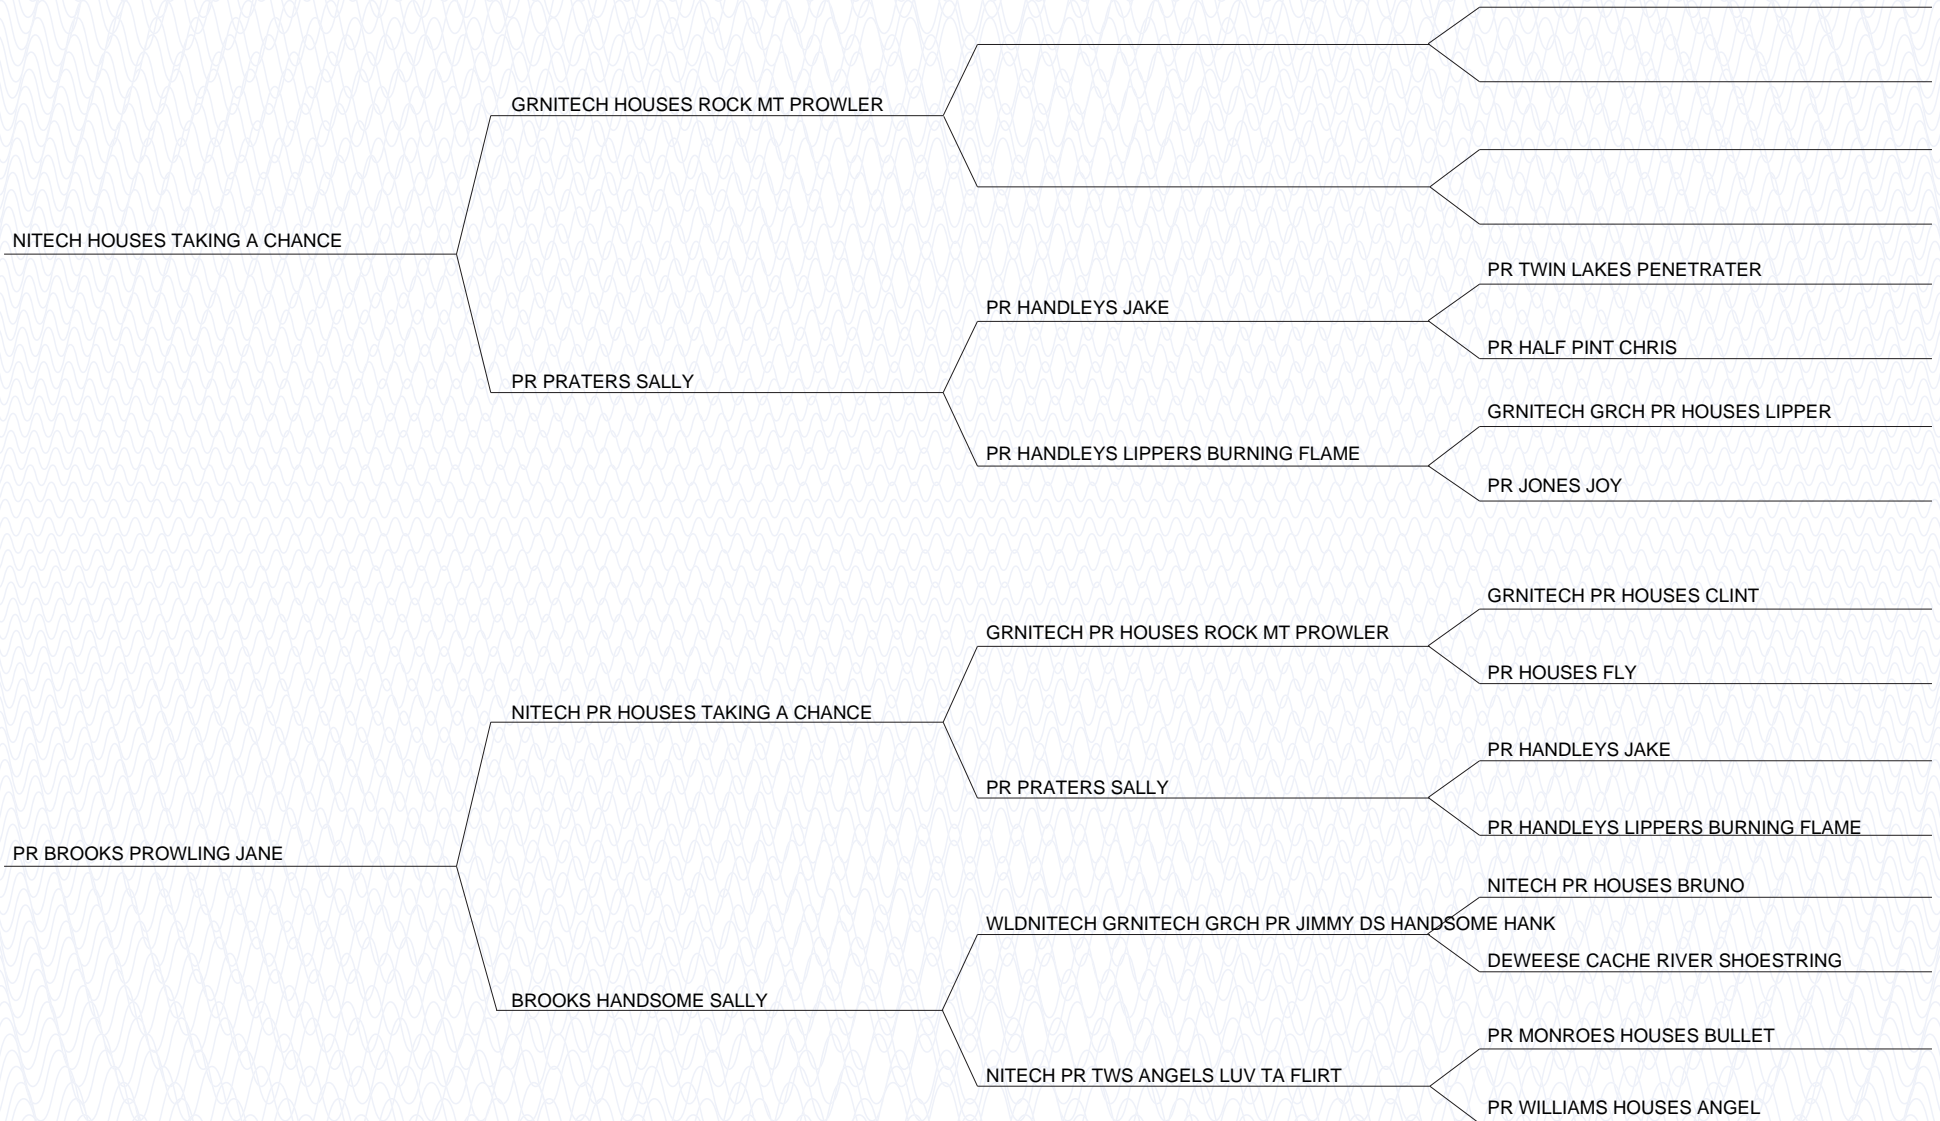 GRNITECH HOUSES ROCK MT PROWLER
NITECH HOUSES TAKING A CHANCE
PR TWIN LAKES PENETRATER
PR HANDLEYS JAKE
PR HALF PINT CHRIS
PR PRATERS SALLY
GRNITECH GRCH PR HOUSES LIPPER
PR HANDLEYS LIPPERS BURNING FLAME
PR JONES JOY
GRNITECH PR HOUSES CLINT
GRNITECH PR HOUSES ROCK MT PROWLER
PR HOUSES FLY
NITECH PR HOUSES TAKING A CHANCE
PR HANDLEYS JAKE
PR PRATERS SALLY
PR HANDLEYS LIPPERS BURNING FLAME
PR BROOKS PROWLING JANE
NITECH PR HOUSES BRUNO
WLDNITECH GRNITECH GRCH PR JIMMY DS HANDSOME HANK
DEWEESE CACHE RIVER SHOESTRING
BROOKS HANDSOME SALLY
PR MONROES HOUSES BULLET
NITECH PR TWS ANGELS LUV TA FLIRT
PR WILLIAMS HOUSES ANGEL